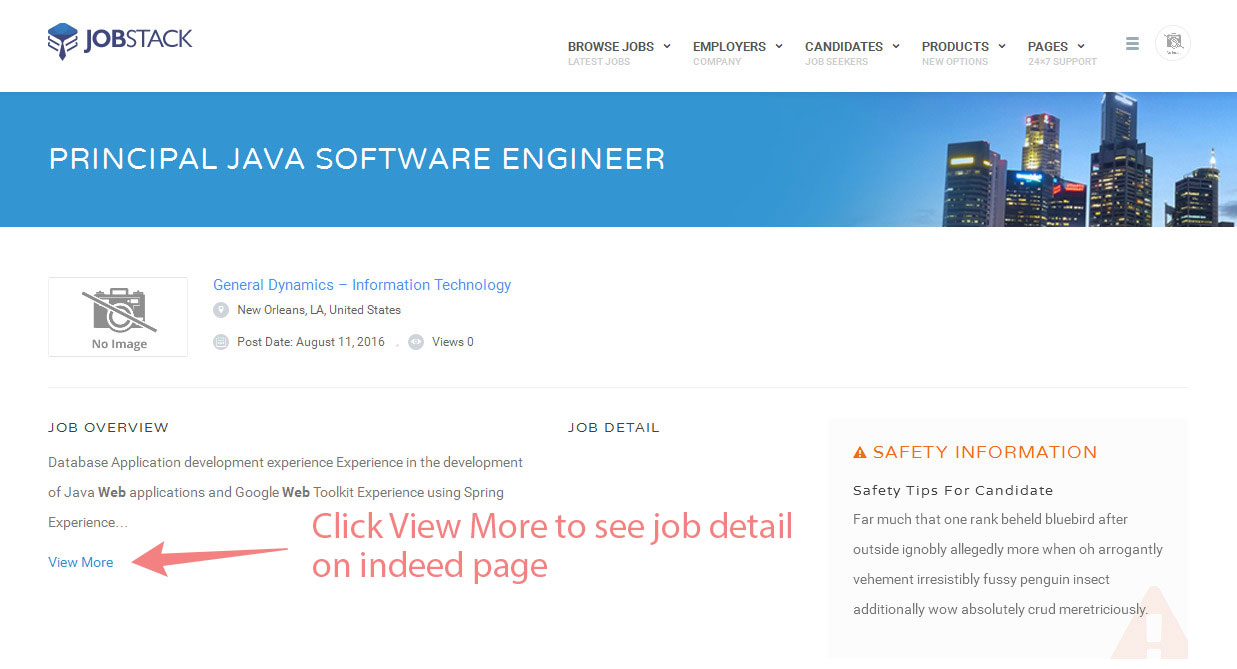 JOBSTACK
BROWSE JOBS
LATEST JOBS
EMPLOYERS
COMPANY
CANDIDATES
JOB SEEKERS
PRODUCTS
NEW OPTIONS
PAGES
24×7 SUPPORT
PRINCIPAL JAVA SOFTWARE ENGINEER
No Image
General Dynamics – Information Technology
New Orleans, LA, United States
Post Date: August 11, 2016 . Views 0
JOB OVERVIEW
Database Application development experience Experience in the development
of Java Web applications and Google Web Toolkit Experience using Spring
Experience…
View More
Click View More to see job detail
on indeed page
JOB DETAIL
SAFETY INFORMATION
Safety Tips For Candidate
Far much that one rank beheld bluebird after
outside ignobly allegedly more when oh arrogantly
vehement irresistibly fussy penguin insect
additionally wow absolutely crud meretriciously.